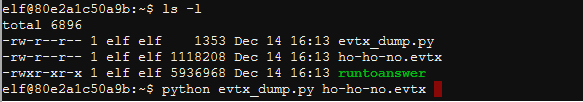 elf@80e2a1c50a9b:~$ ls -l
total 6896
-rw-r--r-- 1 elf elf    1353 Dec 14 16:13 evtx_dump.py
-rw-r--r-- 1 elf elf 1118208 Dec 14 16:13 ho-ho-no.evtx
-rwxr-xr-x 1 elf elf 5936968 Dec 14 16:13 runtoanswer
elf@80e2a1c50a9b:~$ python evtx_dump.py ho-ho-no.evtx